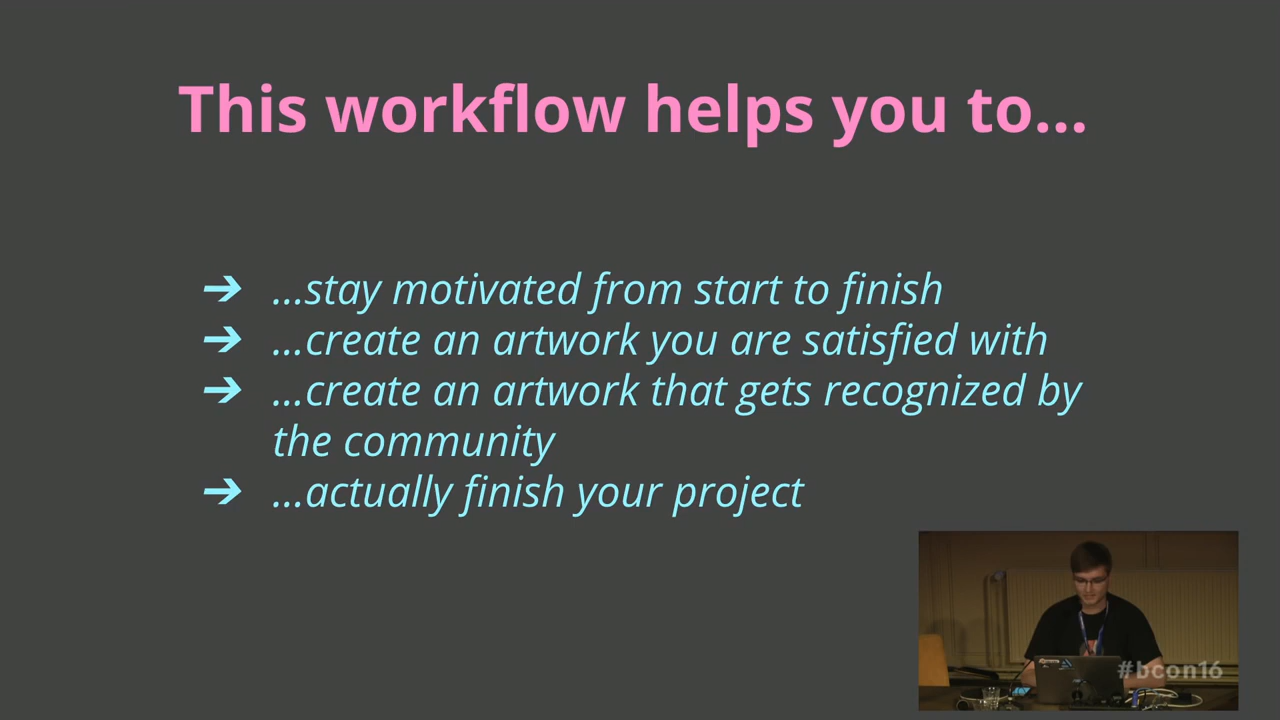 This workflow helps you to...
➔ ...stay motivated from start to finish
➔ ...create an artwork you are satisfied with
➔ ...create an artwork that gets recognized by
the community
➔ ...actually finish your project
#bcon16